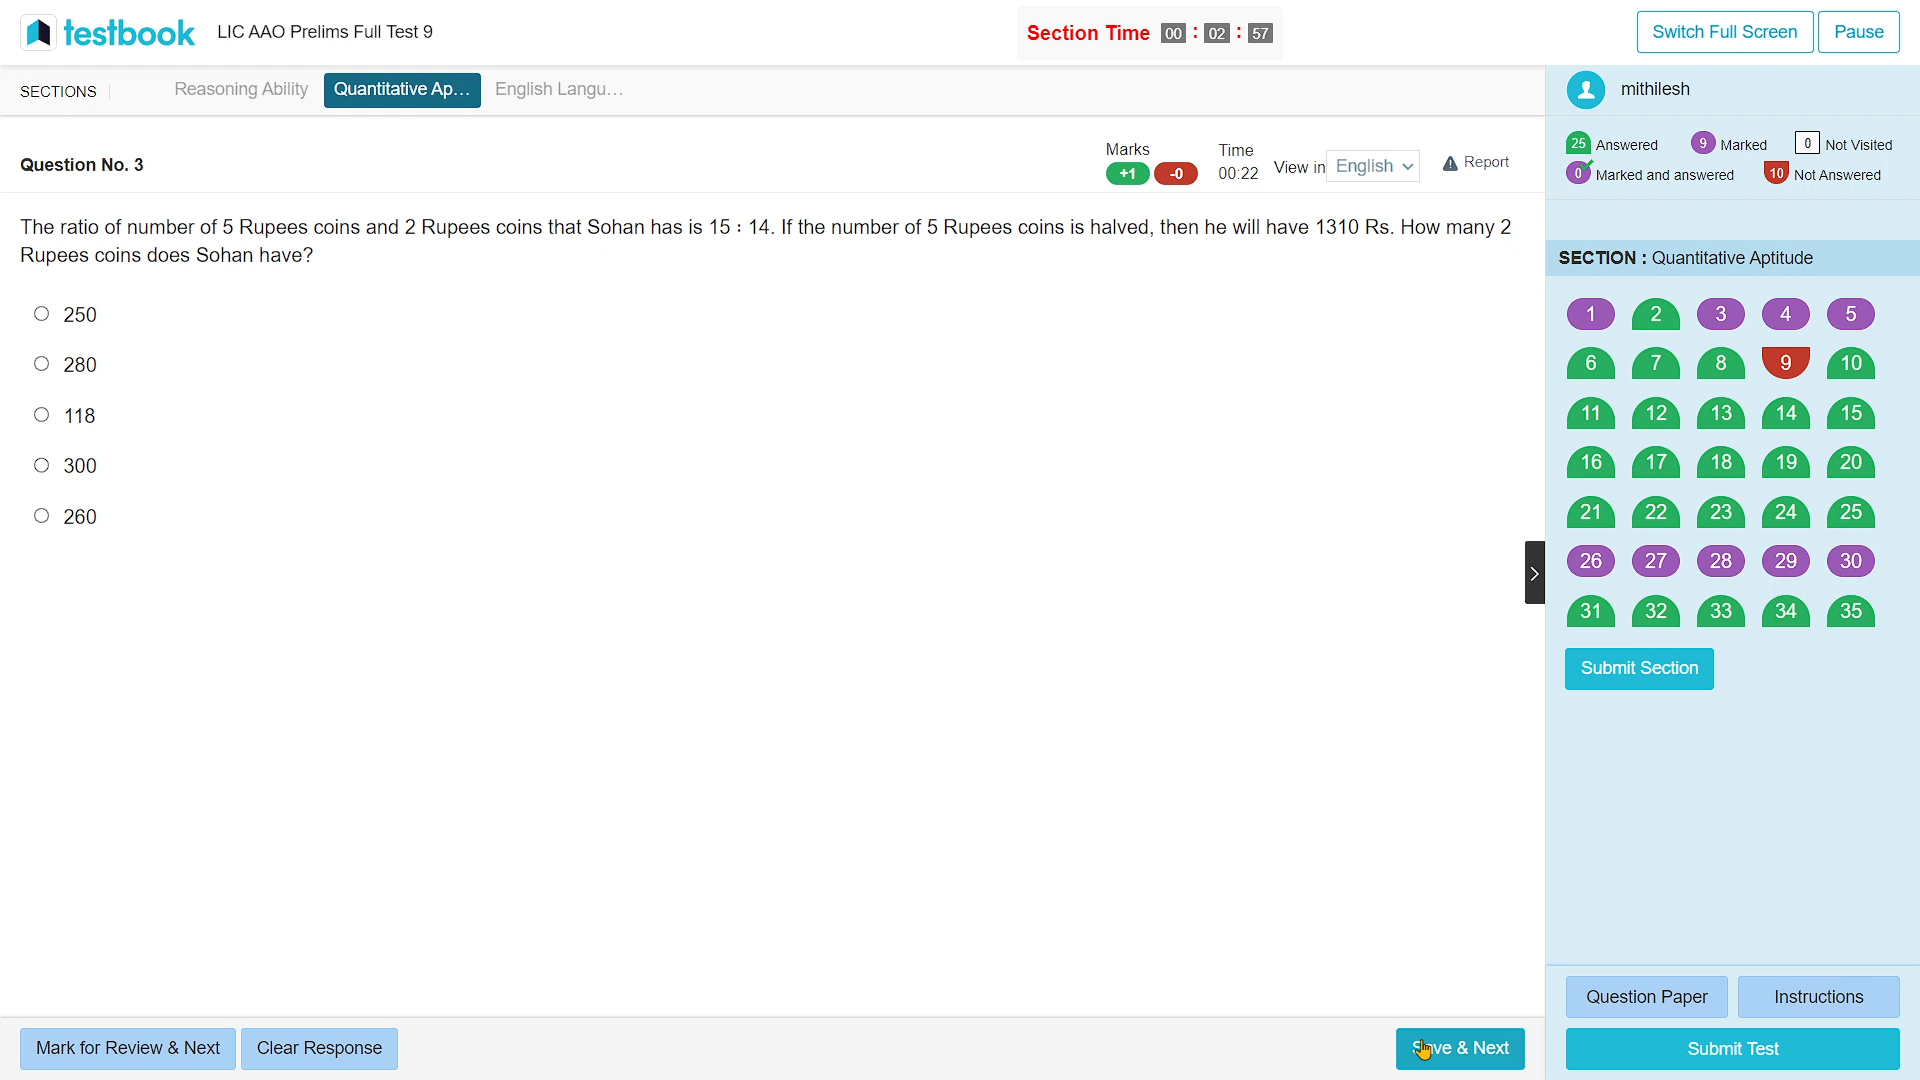 testbook LIC AAO Prelims Full Test 9 Section Time 00 : 02 : 57 Switch Full Screen Pause
SECTIONS Reasoning Ability Quantitative Ap... English Langu... mithilesh
25 Answered 9 Marked 0 Not Visited
0 Marked and answered 10 Not Answered
Question No. 3 Marks +1 -0 Time 00:22 View in English Report
The ratio of number of 5 Rupees coins and 2 Rupees coins that Sohan has is 15 : 14. If the number of 5 Rupees coins is halved, then he will have 1310 Rs. How many 2
Rupees coins does Sohan have?
250
280
118
300
260
SECTION : Quantitative Aptitude
1 2 3 4 5
6 7 8 9 10
11 12 13 14 15
16 17 18 19 20
21 22 23 24 25
26 27 28 29 30
31 32 33 34 35
Submit Section
Question Paper Instructions
Mark for Review & Next Clear Response Save & Next Submit Test